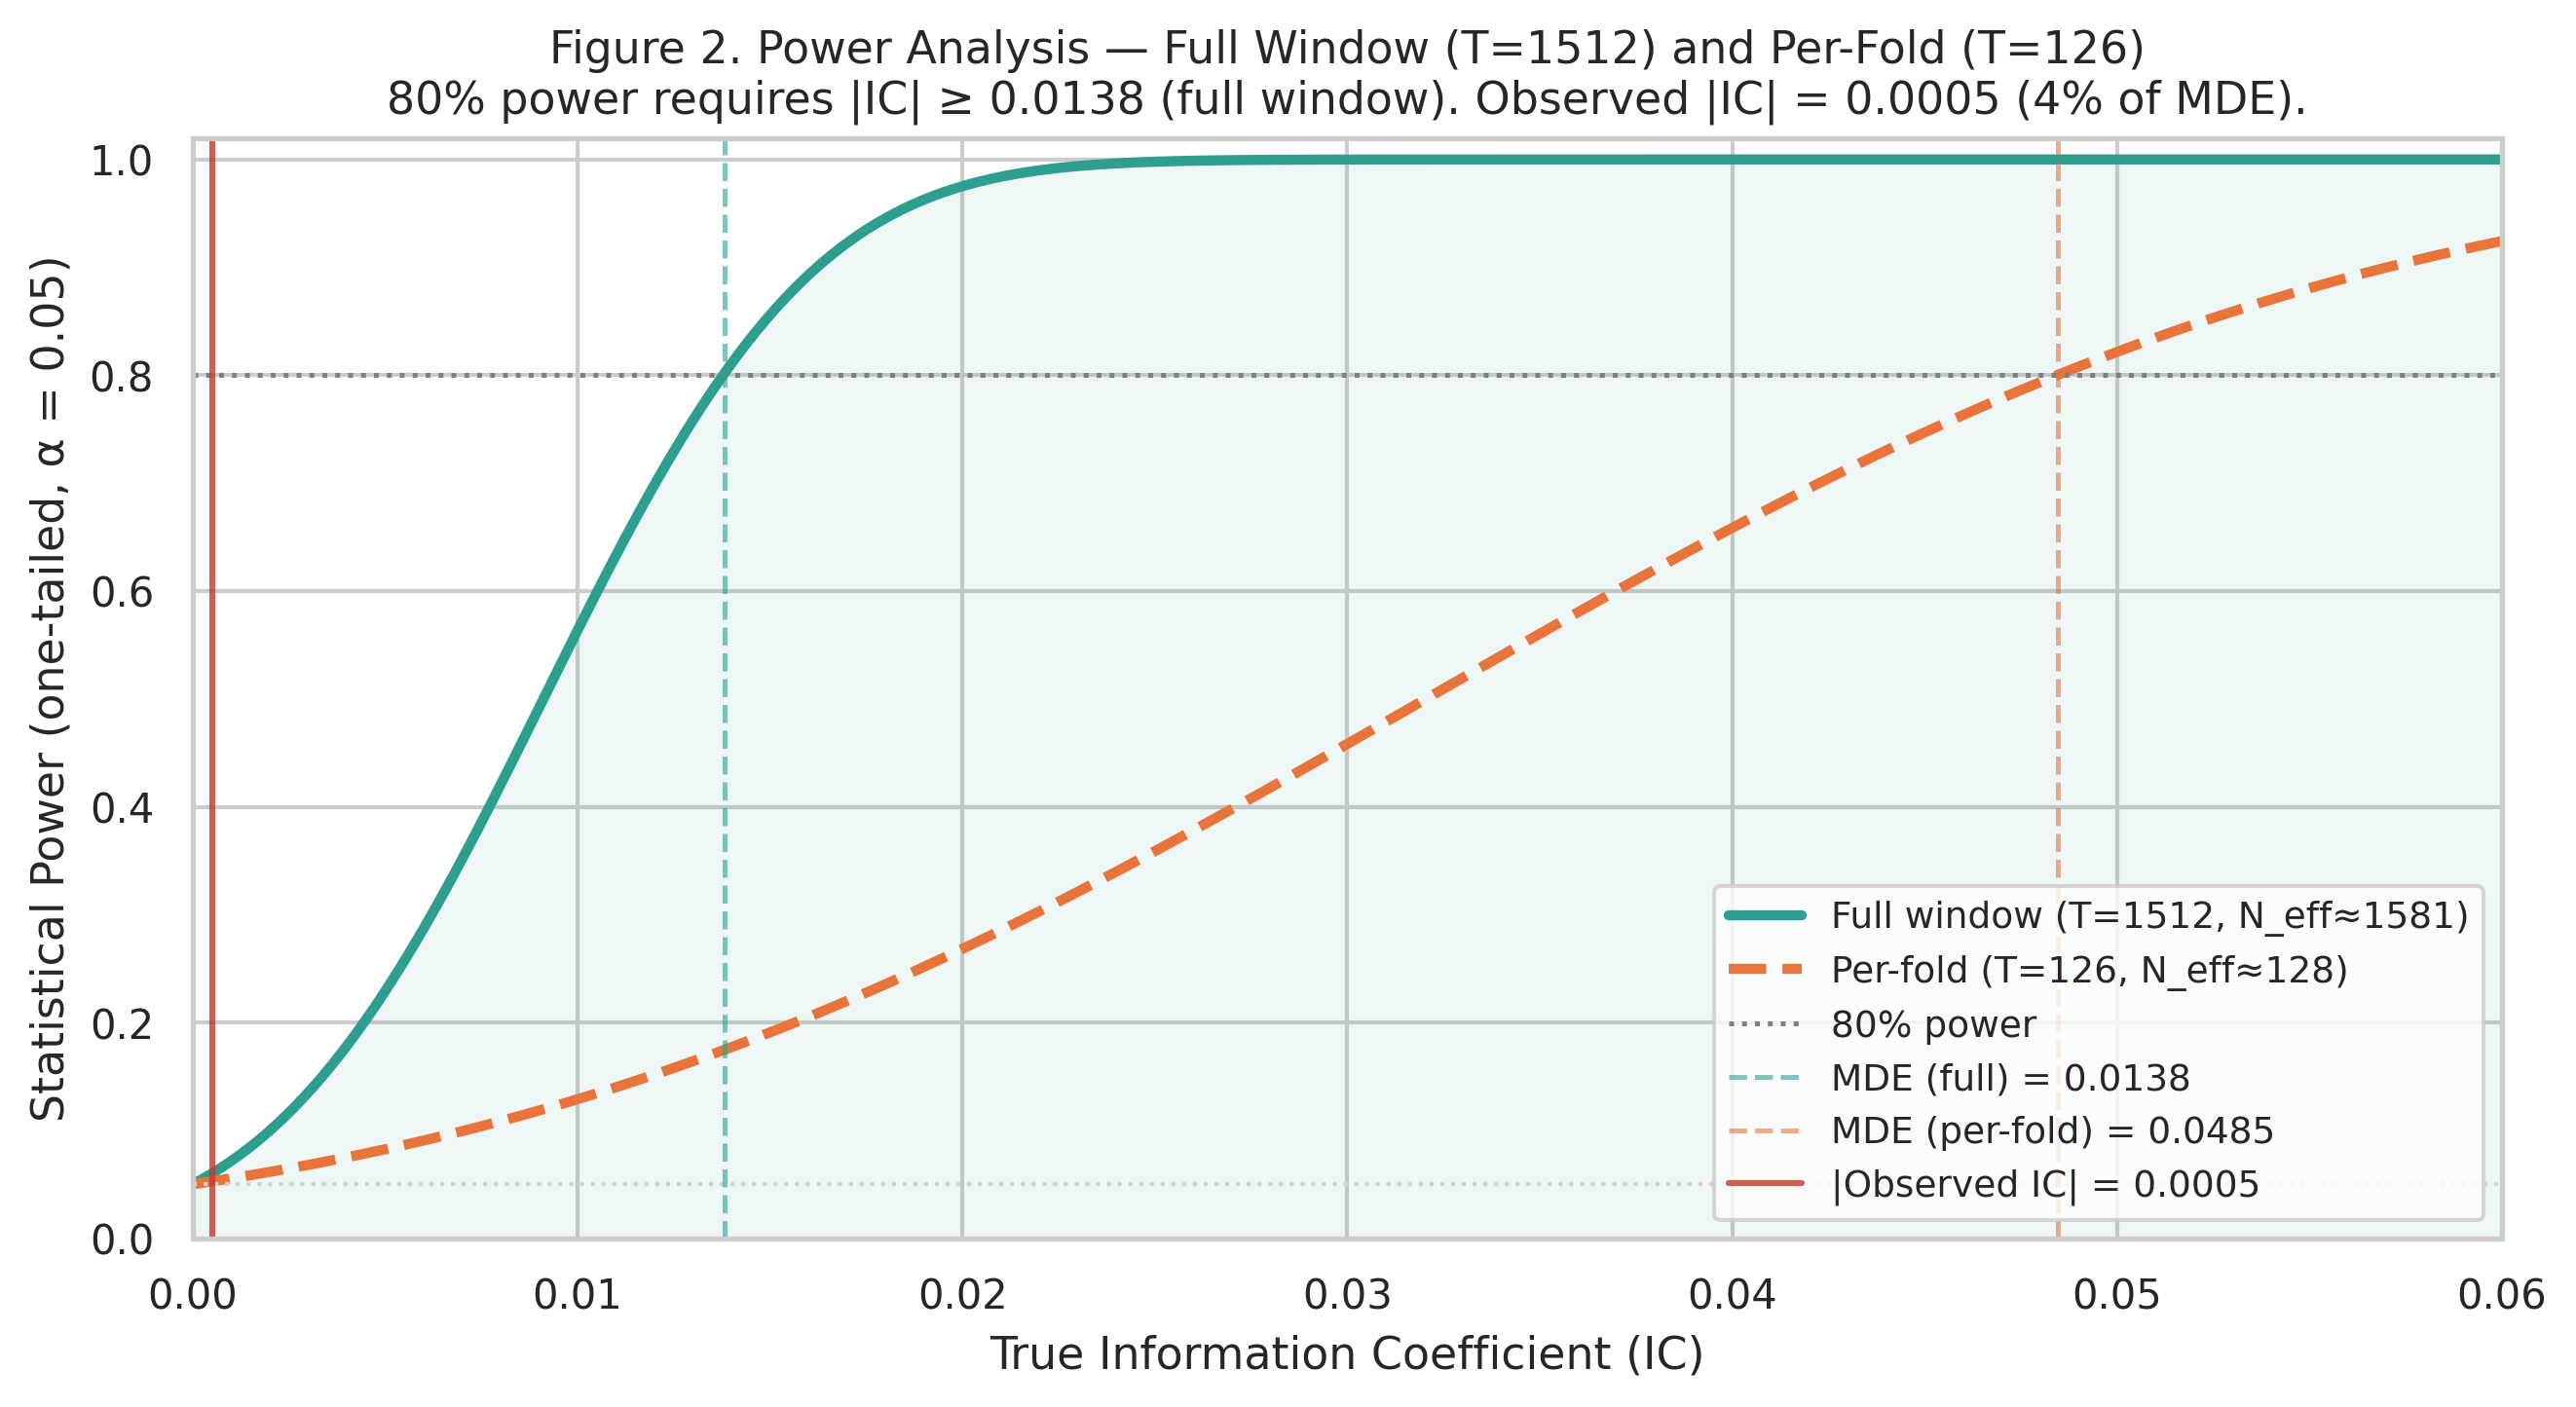 Figure 2. Power Analysis — Full Window (T=1512) and Per-Fold (T=126)
80% power requires |IC| ≥ 0.0138 (full window). Observed |IC| = 0.0005 (4% of MDE).
Statistical Power (one-tailed, α = 0.05)
1.0
0.8
0.6
0.4
0.2
0.0
Full window (T=1512, N_eff≈1581)
Per-fold (T=126, N_eff≈128)
80% power
MDE (full) = 0.0138
MDE (per-fold) = 0.0485
|Observed IC| = 0.0005
0.00 0.01 0.02 0.03 0.04 0.05 0.06
True Information Coefficient (IC)